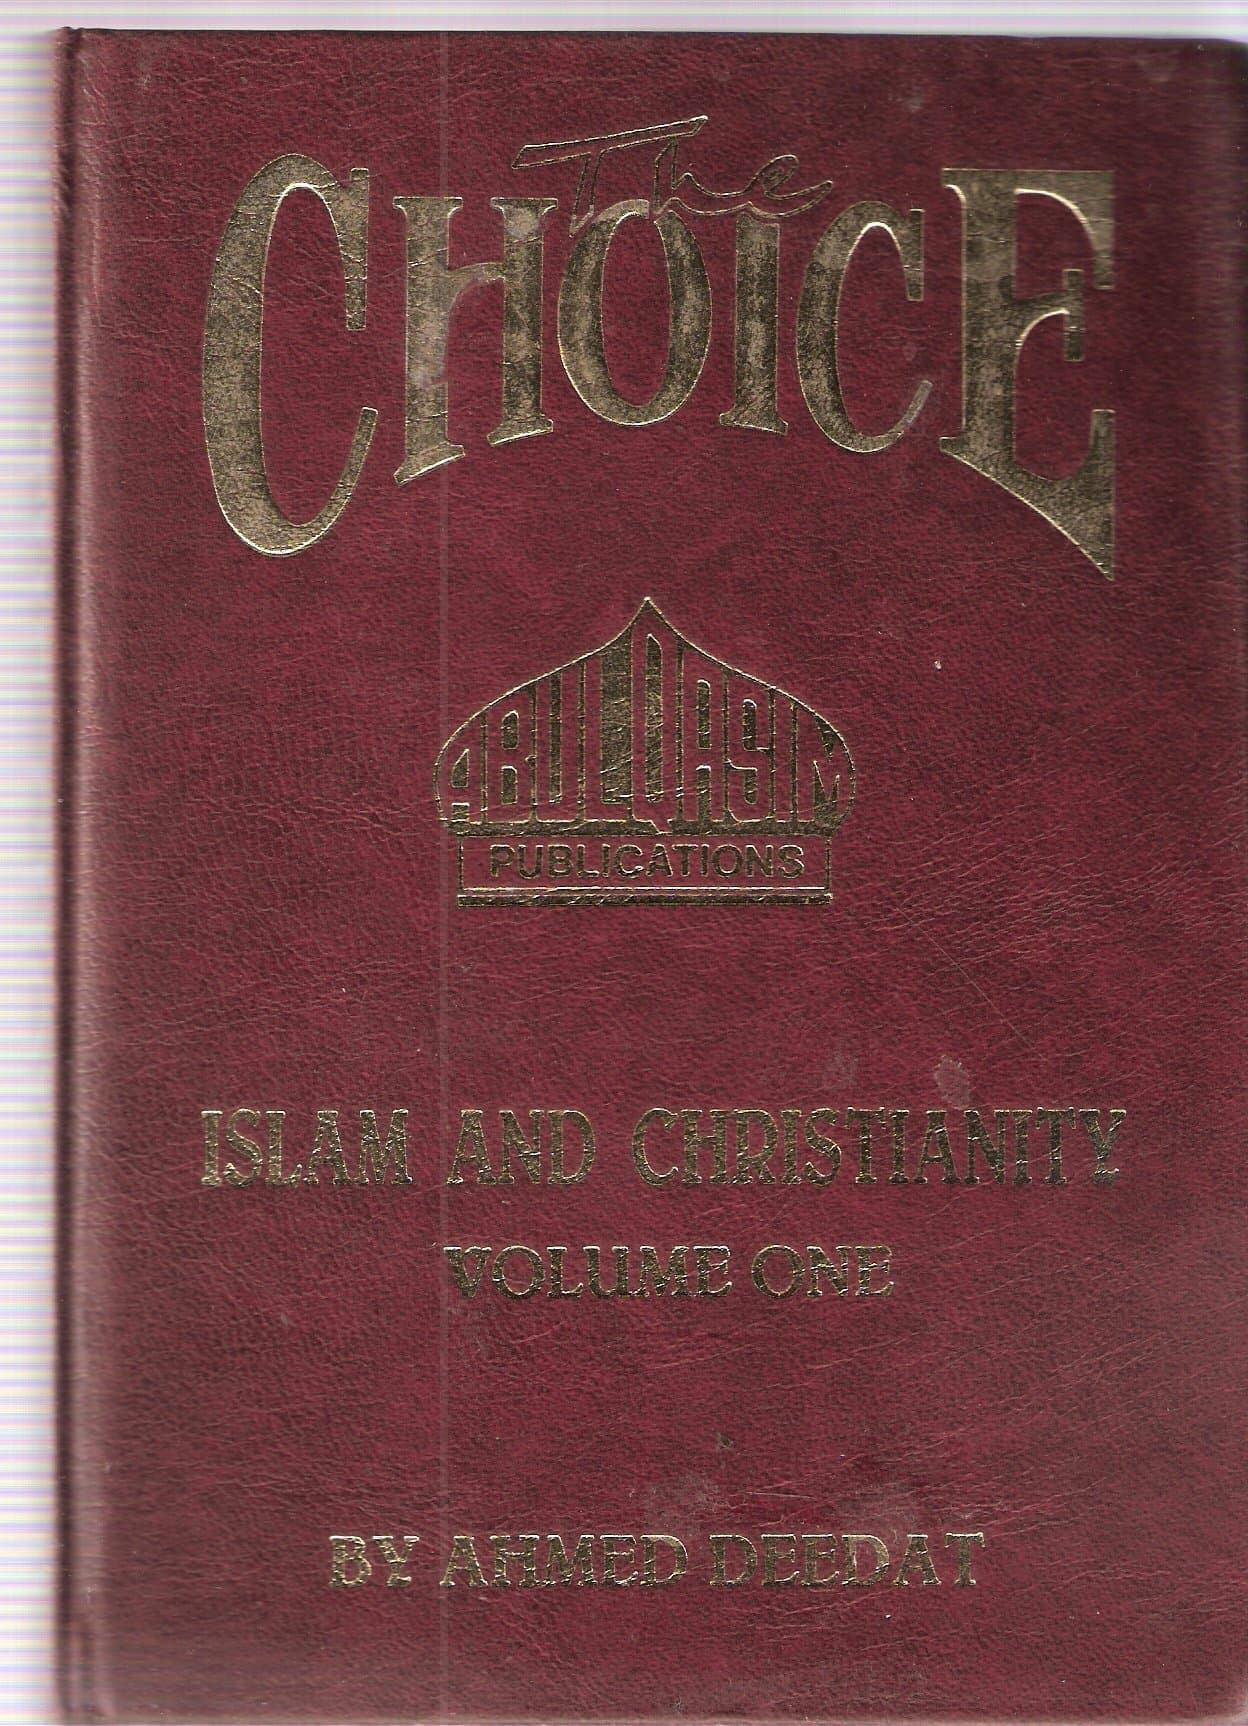 The
CHOICE
ABULQASIM
PUBLICATIONS
ISLAM AND CHRISTIANITY
VOLUME ONE
BY AHMED DEEDAT